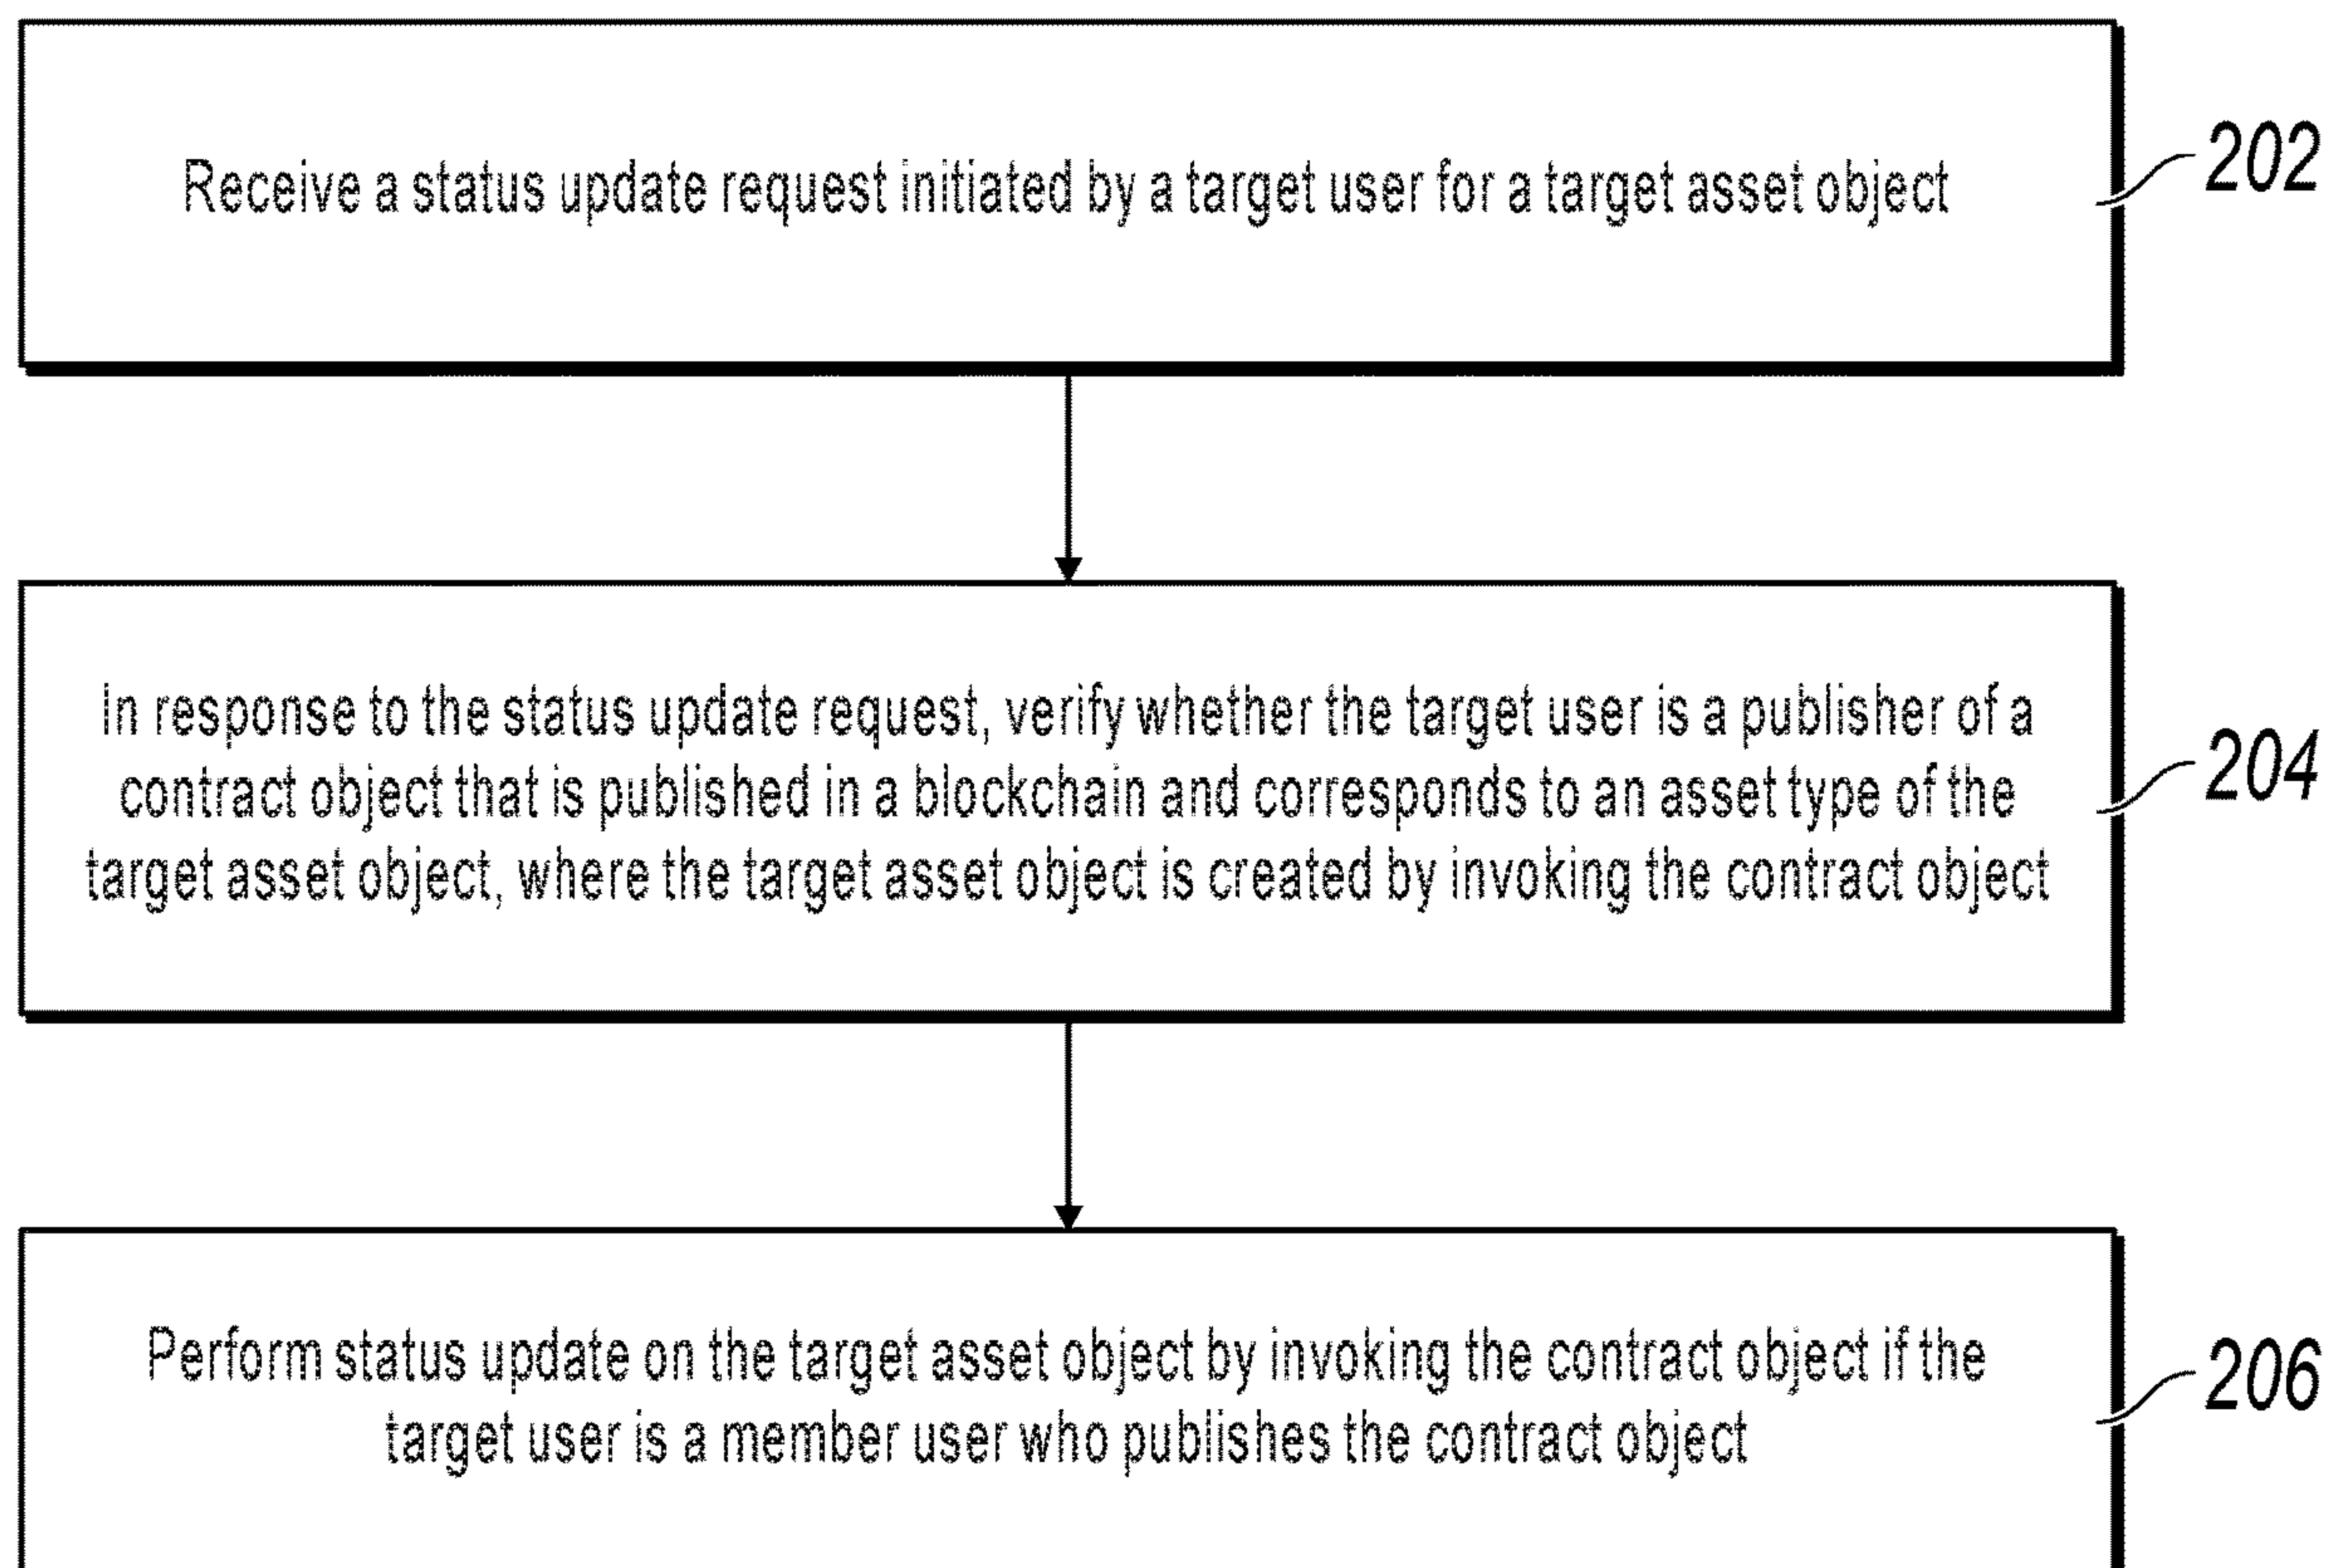 Receive a status update request initiated by a target user for a target asset object
202
In response to the status update request, verify whether the target user is a publisher of a
contract object that is published in a blockchain and corresponds to an asset type of the
target asset object, where the target asset object is created by invoking the contract object
204
Perform status update on the target asset object by invoking the contract object if the
target user is a member user who publishes the contract object
206